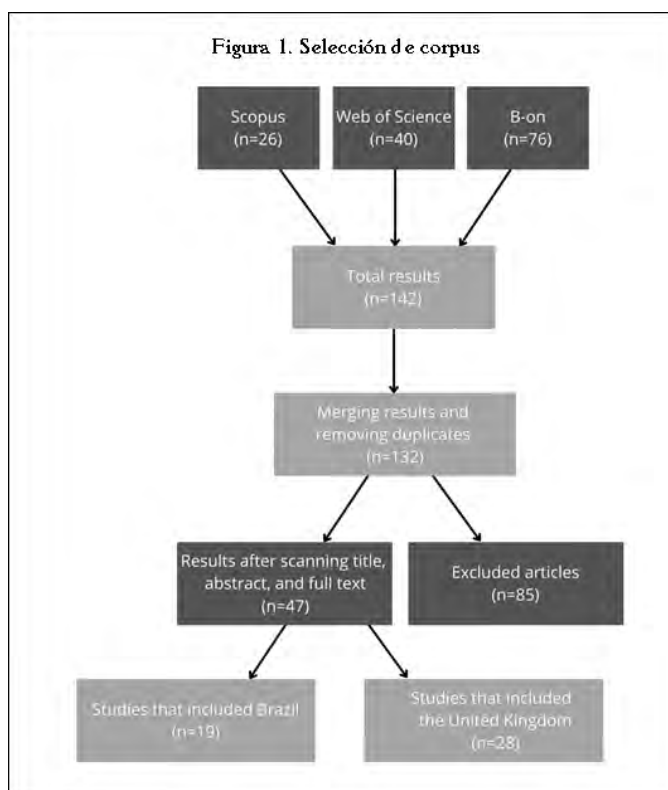 Figura 1. Selección de corpus
Scopus
(n=26)
Web of Science
(n=40)
B-on
(n=76)
Total results
(n=142)
Merging results and
removing duplicates
(n=132)
Results after scanning title,
abstract, and full text
(n=47)
Excluded articles
(n=85)
Studies that included Brazil
(n=19)
Studies that included
the United Kingdom
(n=28)